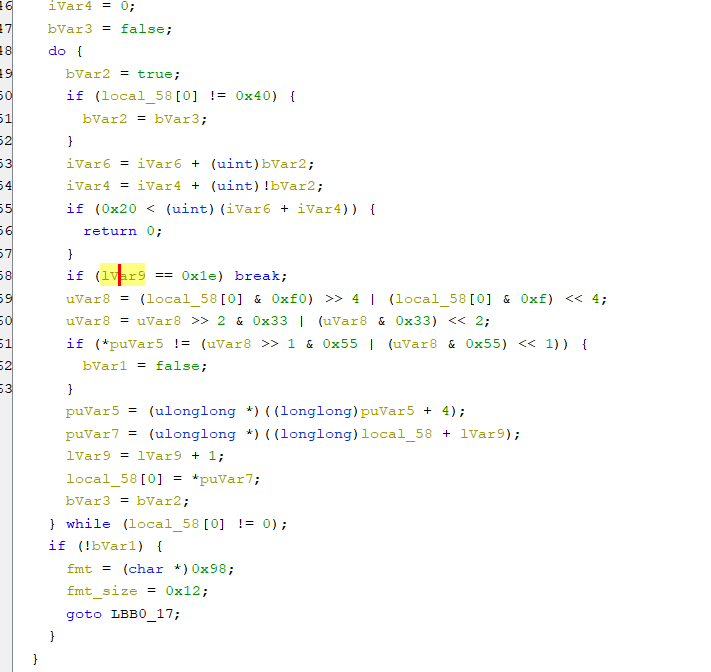 46 iVar4 = 0;
47 bVar3 = false;
48 do {
49 bVar2 = true;
50 if (local_58[0] != 0x40) {
51 bVar2 = bVar3;
52 }
53 iVar6 = iVar6 + (uint)bVar2;
54 iVar4 = iVar4 + (uint)!bVar2;
55 if (0x20 < (uint)(iVar6 + iVar4)) {
56 return 0;
57 }
58 if (lVar9 == 0x1e) break;
59 uVar8 = (local_58[0] & 0xf0) >> 4 | (local_58[0] & 0xf) << 4;
50 uVar8 = uVar8 >> 2 & 0x33 | (uVar8 & 0x33) << 2;
51 if (*puVar5 != (uVar8 >> 1 & 0x55 | (uVar8 & 0x55) << 1)) {
52 bVar1 = false;
53 }
puVar5 = (ulonglong *)((longlong)puVar5 + 4);
puVar7 = (ulonglong *)((longlong)local_58 + lVar9);
lVar9 = lVar9 + 1;
local_58[0] = *puVar7;
bVar3 = bVar2;
} while (local_58[0] != 0);
if (!bVar1) {
fmt = (char *)0x98;
fmt_size = 0x12;
goto LBB0_17;
}
}